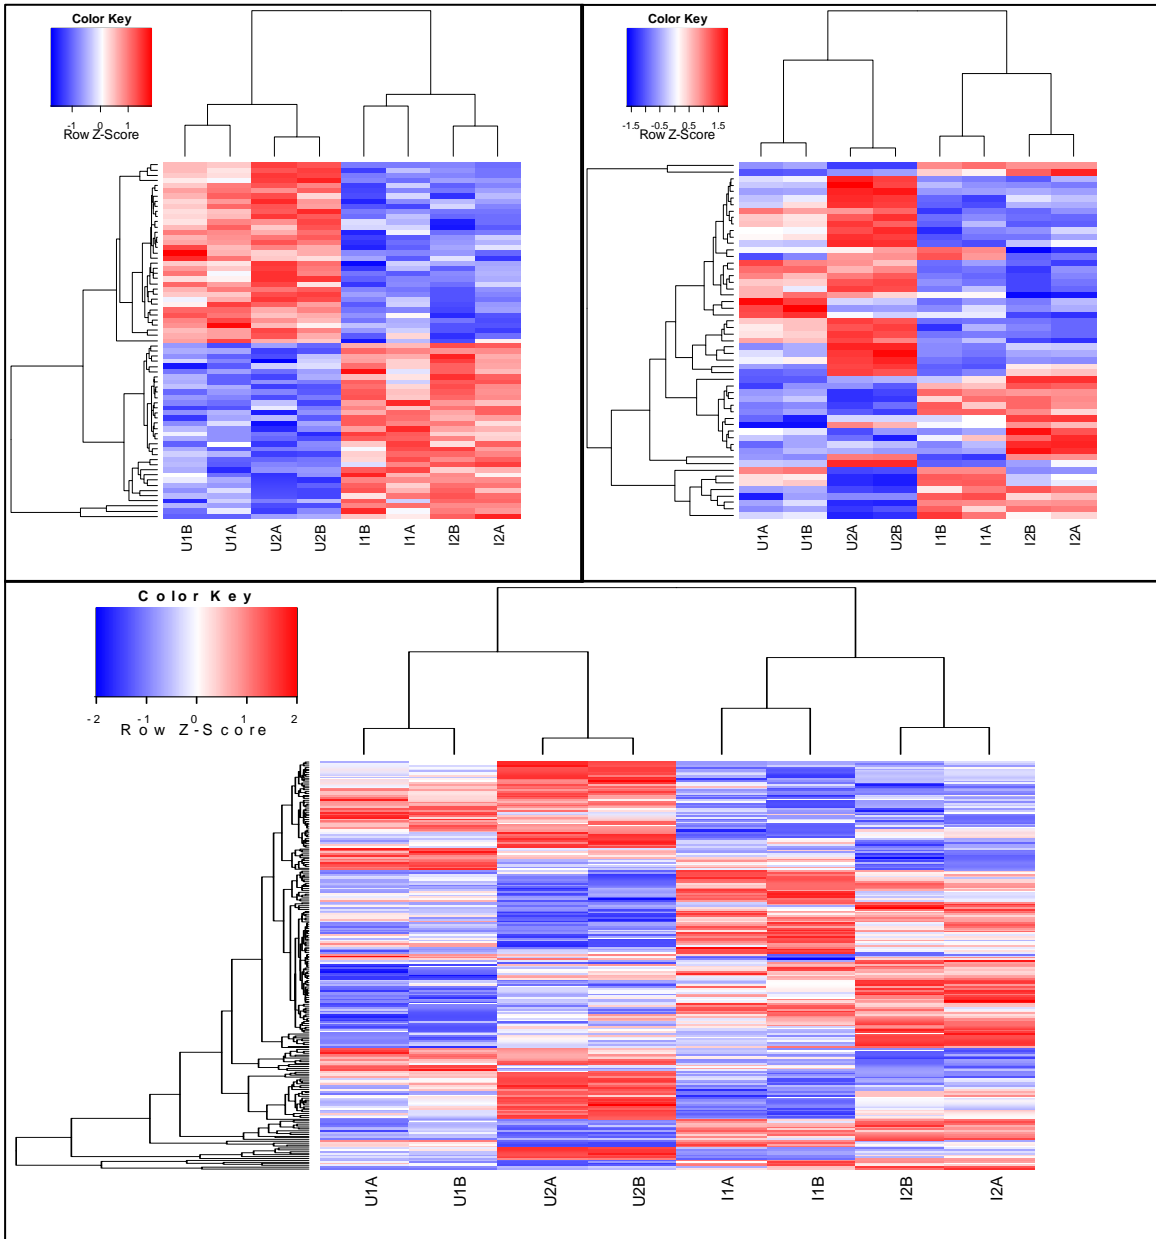 Color Key
-1 0 1
Row Z-Score
U1B U1A U2A U2B I1B I1A I2B I2A
Color Key
-1.5 -0.5 0.5 1.5
Row Z-Score
U1A U1B U2A U2B I1B I1A I2B I2A
Color Key
-2 -1 0 1 2
Row Z-Score
U1A U1B U2A U2B I1A I1B I2B I2A